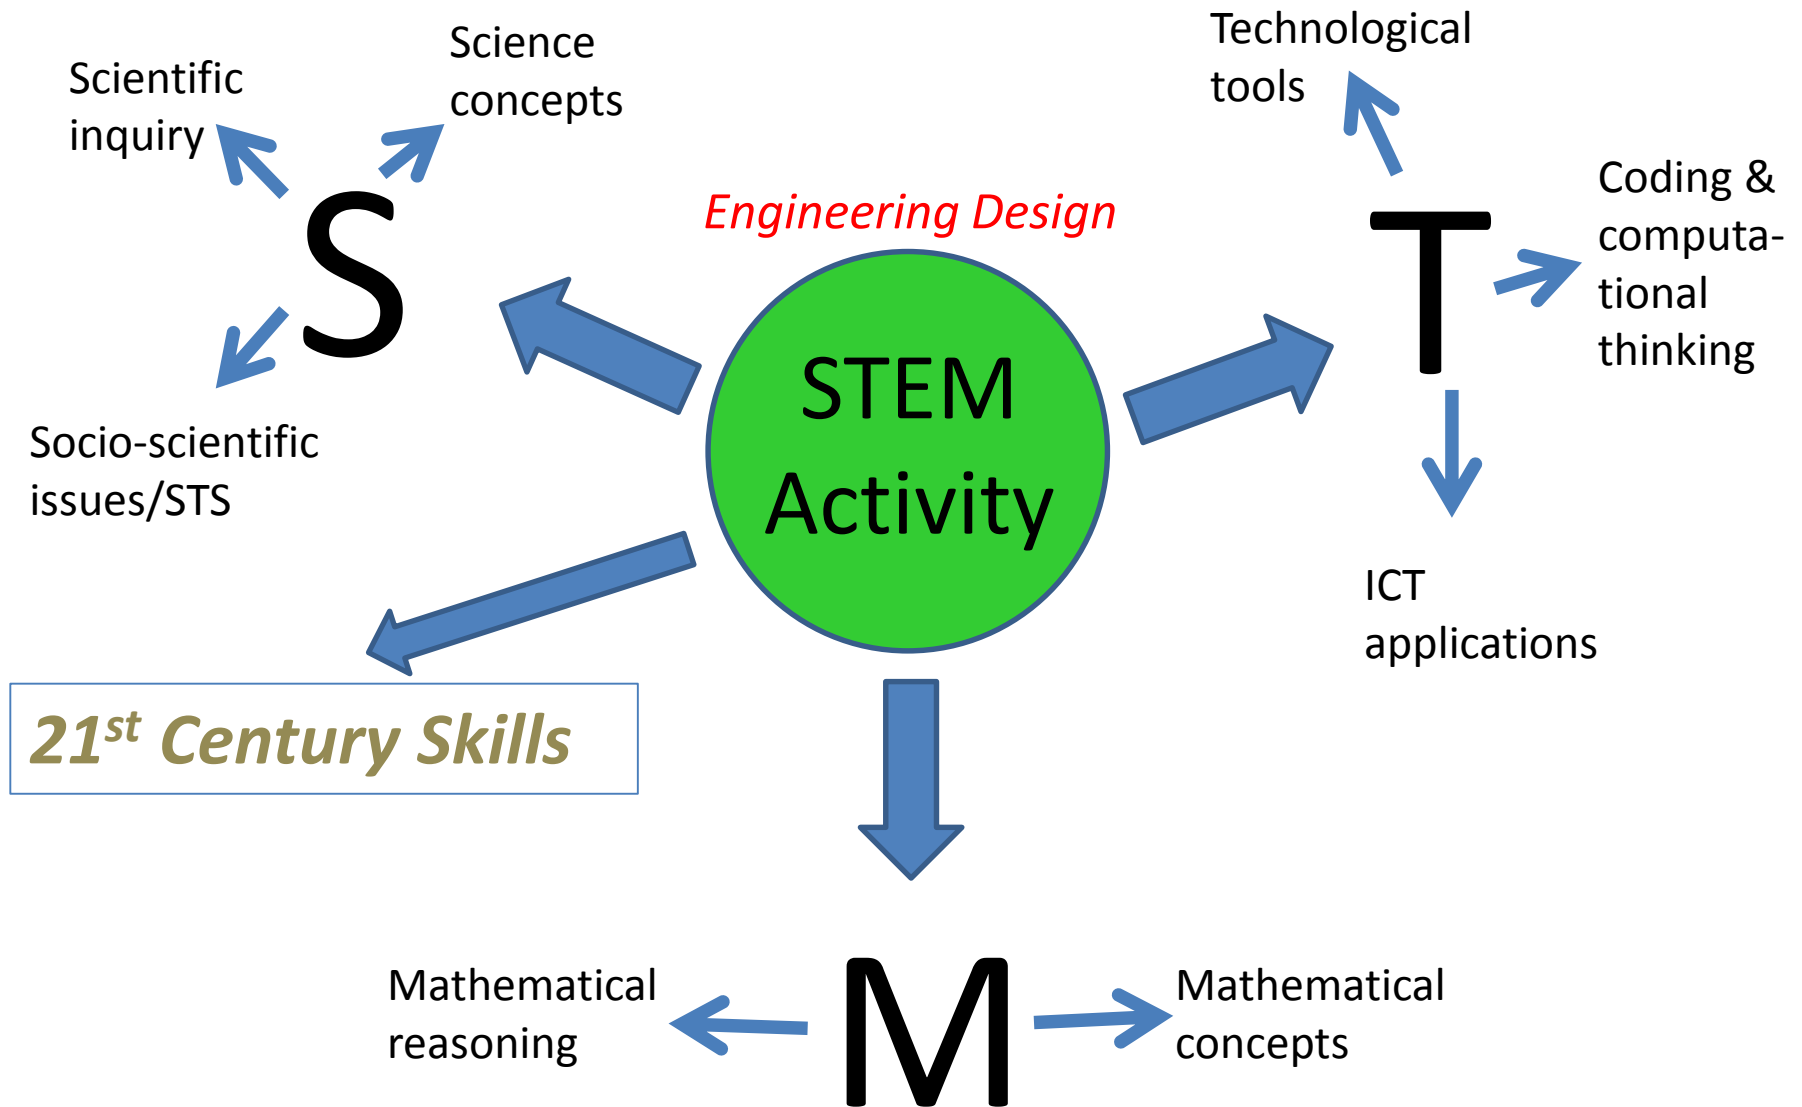 Scientific
inquiry
Science
concepts
S
Socio-scientific
issues/STS
Engineering Design
STEM
Activity
Technological
tools
T
Coding &
computa-
tional
thinking
ICT
applications
21st Century Skills
M
Mathematical
reasoning
Mathematical
concepts